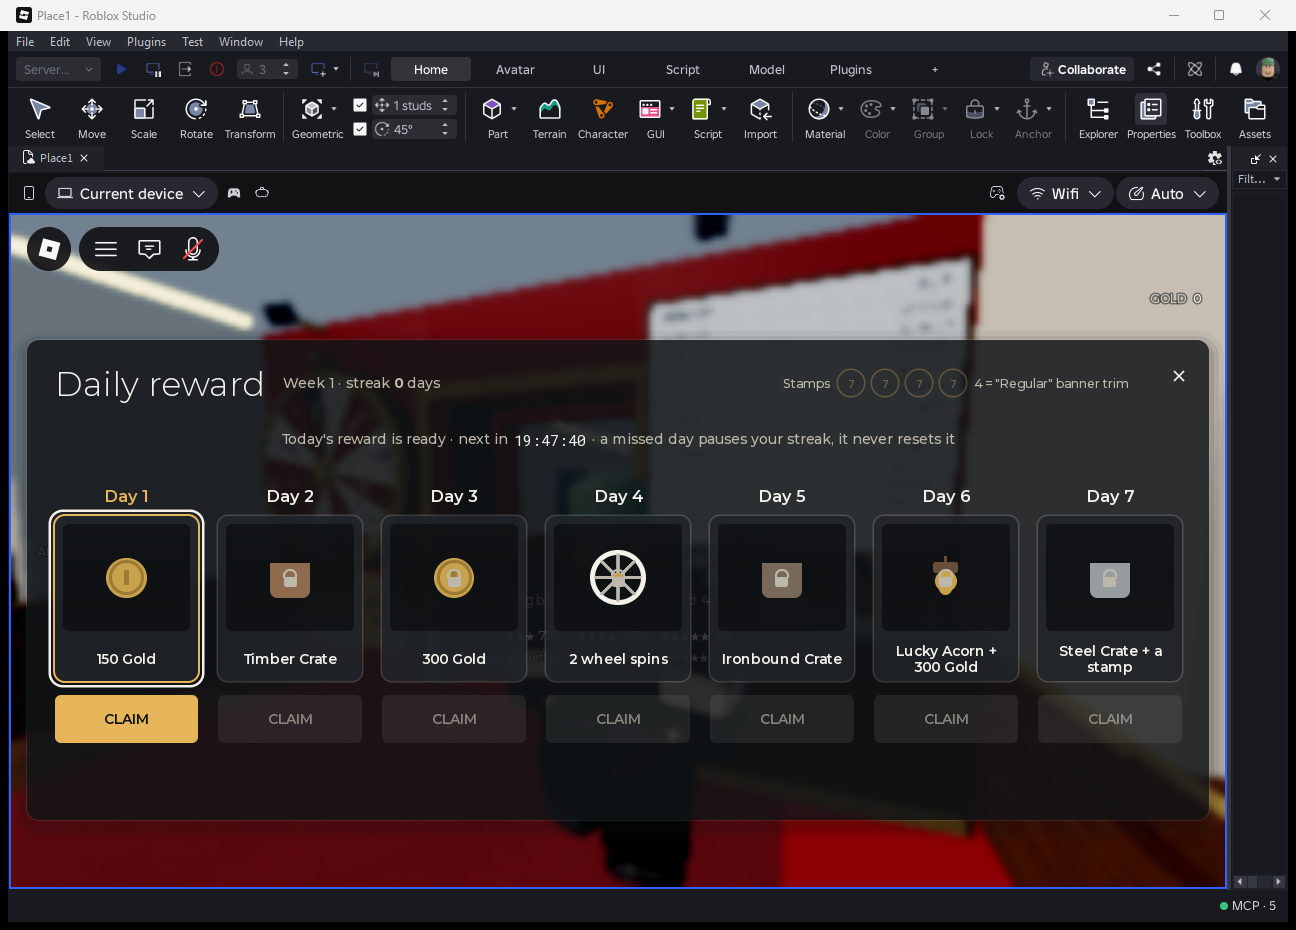 Place1 - Roblox Studio
File Edit View Plugins Test Window Help
Server... 3 Home Avatar UI Script Model Plugins + Collaborate
1 studs
45°
Select Move Scale Rotate Transform Geometric Part Terrain Character GUI Script Import Material Color Group Lock Anchor Explorer Properties Toolbox Assets
Place1
Filt...
Current device Wifi Auto
GOLD 0
Daily reward Week 1 · streak 0 days Stamps 7 7 7 7 4 = "Regular" banner trim
Today's reward is ready · next in 19:47:40 · a missed day pauses your streak, it never resets it
Day 1 Day 2 Day 3 Day 4 Day 5 Day 6 Day 7
150 Gold Timber Crate 300 Gold 2 wheel spins Ironbound Crate Lucky Acorn + 300 Gold Steel Crate + a stamp
CLAIM CLAIM CLAIM CLAIM CLAIM CLAIM CLAIM
MCP · 5